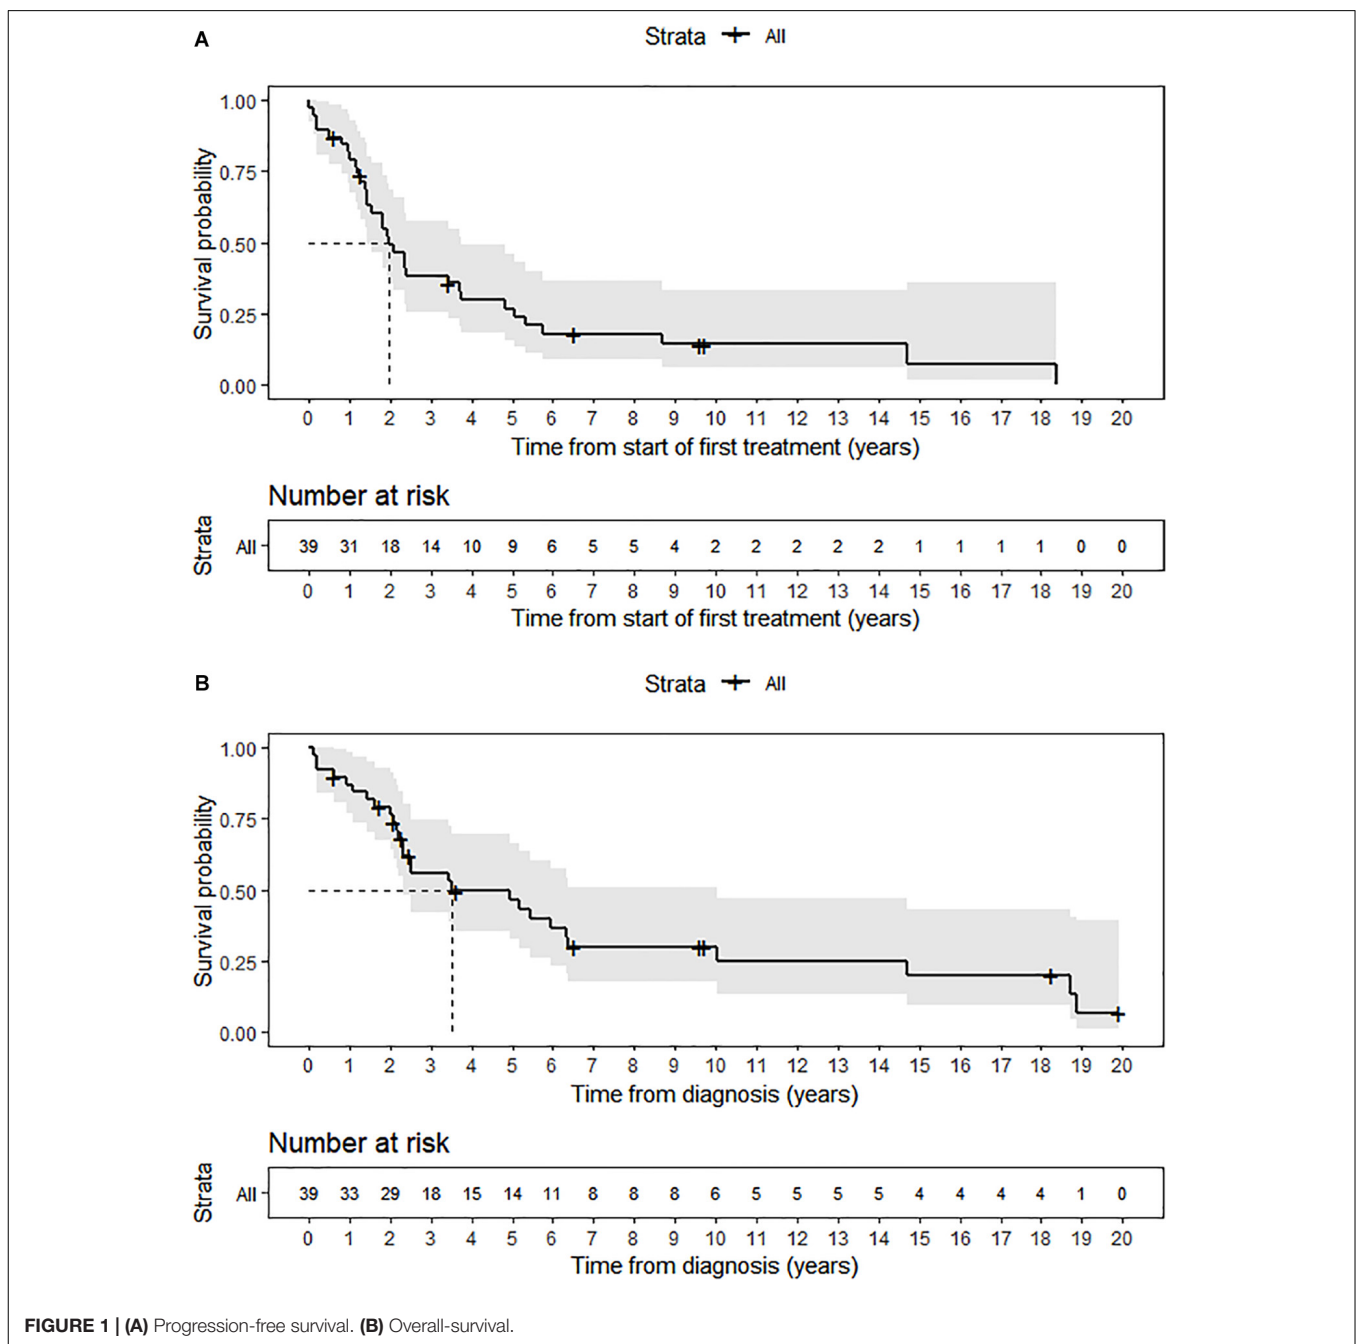 A
Strata All
Survival probability
1.00
0.75
0.50
0.25
0.00
0 1 2 3 4 5 6 7 8 9 10 11 12 13 14 15 16 17 18 19 20
Time from start of first treatment (years)
Number at risk
Strata
All 39 31 18 14 10 9 6 5 5 4 2 2 2 2 2 1 1 1 1 0 0
0 1 2 3 4 5 6 7 8 9 10 11 12 13 14 15 16 17 18 19 20
Time from start of first treatment (years)
B
Strata All
Survival probability
1.00
0.75
0.50
0.25
0.00
0 1 2 3 4 5 6 7 8 9 10 11 12 13 14 15 16 17 18 19 20
Time from diagnosis (years)
Number at risk
Strata
All 39 33 29 18 15 14 11 8 8 8 6 5 5 5 5 4 4 4 4 1 0
0 1 2 3 4 5 6 7 8 9 10 11 12 13 14 15 16 17 18 19 20
Time from diagnosis (years)
FIGURE 1 | (A) Progression-free survival. (B) Overall-survival.